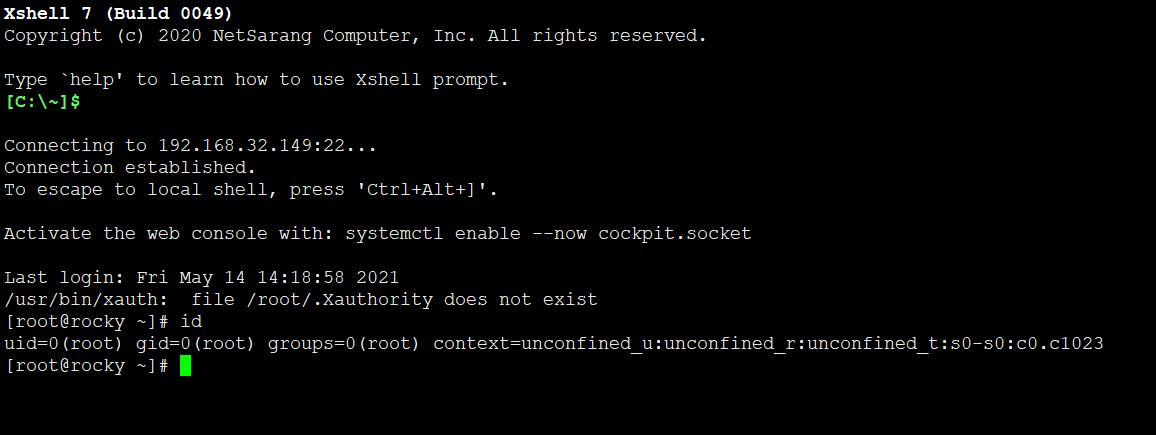 Xshell 7 (Build 0049)
Copyright (c) 2020 NetSarang Computer, Inc. All rights reserved.
Type `help' to learn how to use Xshell prompt.
[C:\~]$
Connecting to 192.168.32.149:22...
Connection established.
To escape to local shell, press 'Ctrl+Alt+]'.
Activate the web console with: systemctl enable --now cockpit.socket
Last login: Fri May 14 14:18:58 2021
/usr/bin/xauth:  file /root/.Xauthority does not exist
[root@rocky ~]# id
uid=0(root) gid=0(root) groups=0(root) context=unconfined_u:unconfined_r:unconfined_t:s0-s0:c0.c1023
[root@rocky ~]#